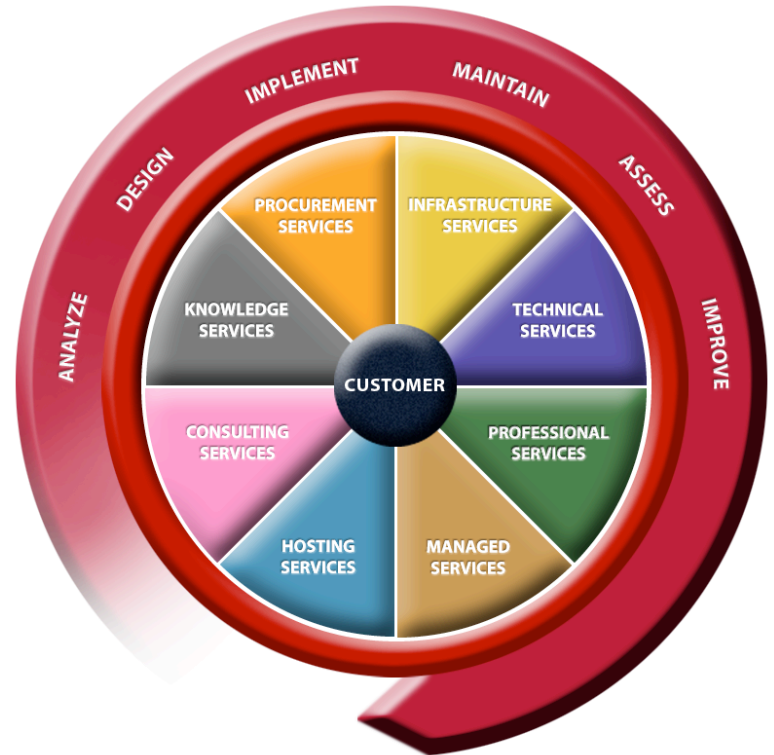 ANALYZE
DESIGN
IMPLEMENT
MAINTAIN
ASSESS
IMPROVE
PROCUREMENT
SERVICES
INFRASTRUCTURE
SERVICES
KNOWLEDGE
SERVICES
TECHNICAL
SERVICES
CUSTOMER
CONSULTING
SERVICES
PROFESSIONAL
SERVICES
HOSTING
SERVICES
MANAGED
SERVICES